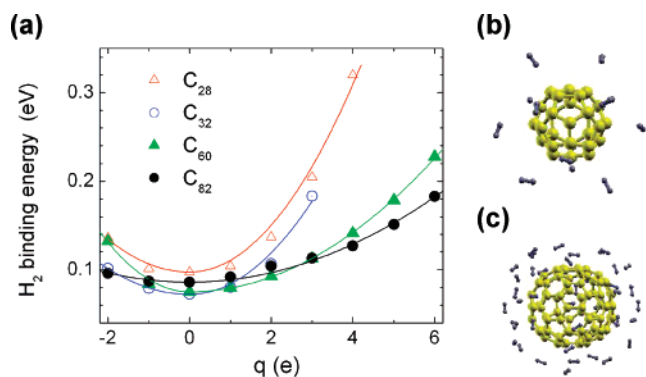 (a)
H₂ binding energy (eV)
0.3
0.2
0.1
C₂₈
C₃₂
C₆₀
C₈₂
-2 0 2 4 6
q (e)
(b)
(c)